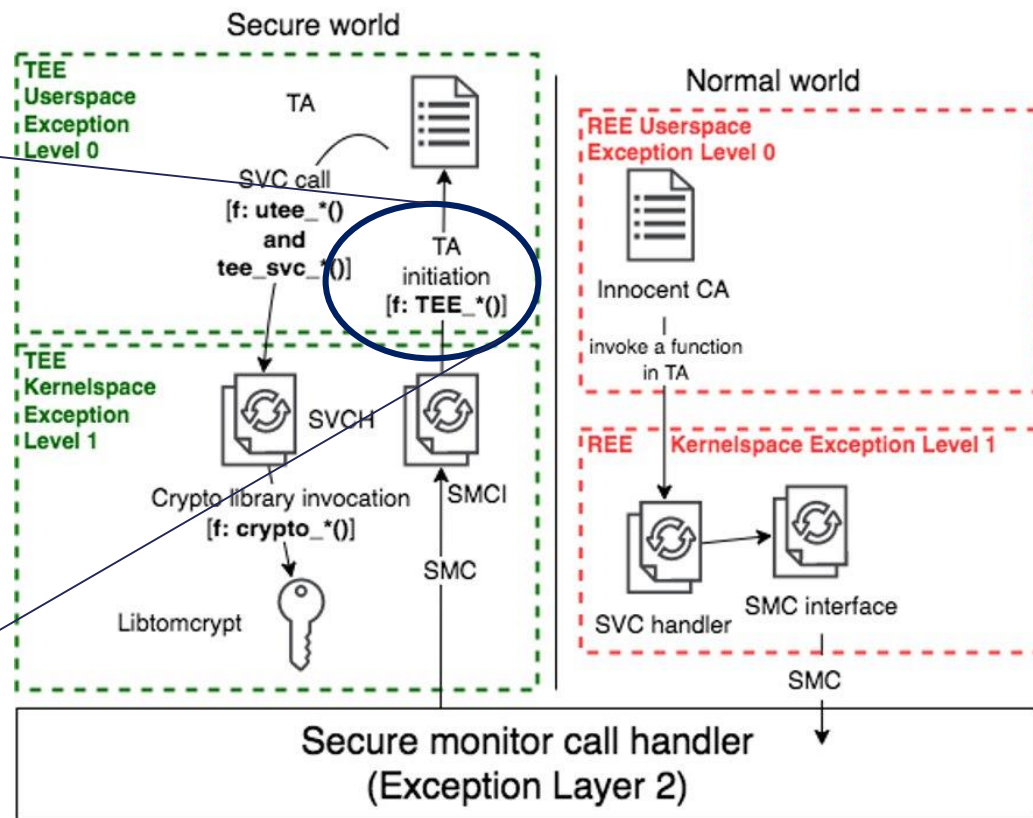 Secure world
TEE
Userspace
Exception
Level 0
TA
SVC call
[f: utee_*()
and
tee_svc_*()]
TA
initiation
[f: TEE_*()]
TEE
Kernelspace
Exception
Level 1
SVCH
SMCI
Crypto library invocation
[f: crypto_*()]
SMC
Libtomcrypt
Normal world
REE Userspace
Exception Level 0
Innocent CA
invoke a function
in TA
REE Kernelspace Exception Level 1
SVC handler
SMC interface
SMC
Secure monitor call handler
(Exception Layer 2)